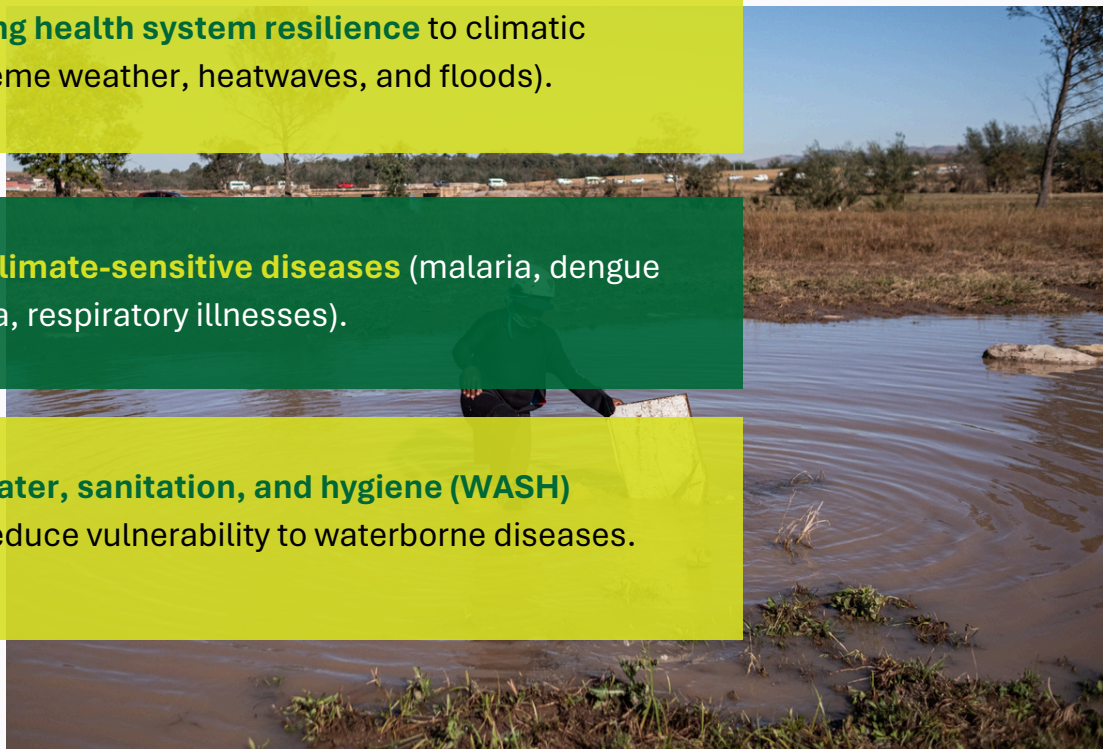 ng health system resilience to climatic
eme weather, heatwaves, and floods).
limate-sensitive diseases (malaria, dengue
a, respiratory illnesses).
ater, sanitation, and hygiene (WASH)
educe vulnerability to waterborne diseases.